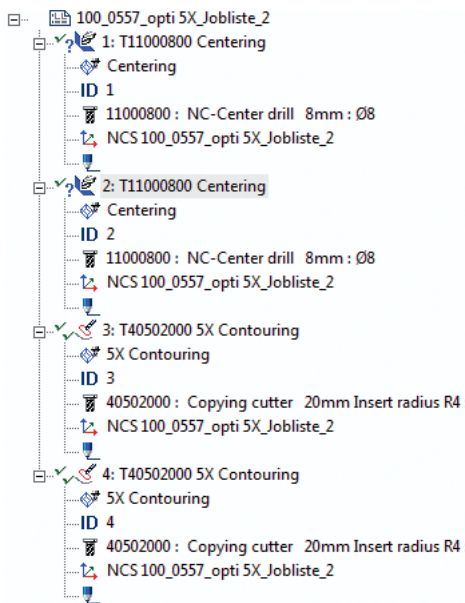 100_0557_opti 5X_Jobliste_2
1: T11000800 Centering
Centering
ID 1
11000800 : NC-Center drill 8mm : Ø8
NCS 100_0557_opti 5X_Jobliste_2
2: T11000800 Centering
Centering
ID 2
11000800 : NC-Center drill 8mm : Ø8
NCS 100_0557_opti 5X_Jobliste_2
3: T40502000 5X Contouring
5X Contouring
ID 3
40502000 : Copying cutter 20mm Insert radius R4
NCS 100_0557_opti 5X_Jobliste_2
4: T40502000 5X Contouring
5X Contouring
ID 4
40502000 : Copying cutter 20mm Insert radius R4
NCS 100_0557_opti 5X_Jobliste_2